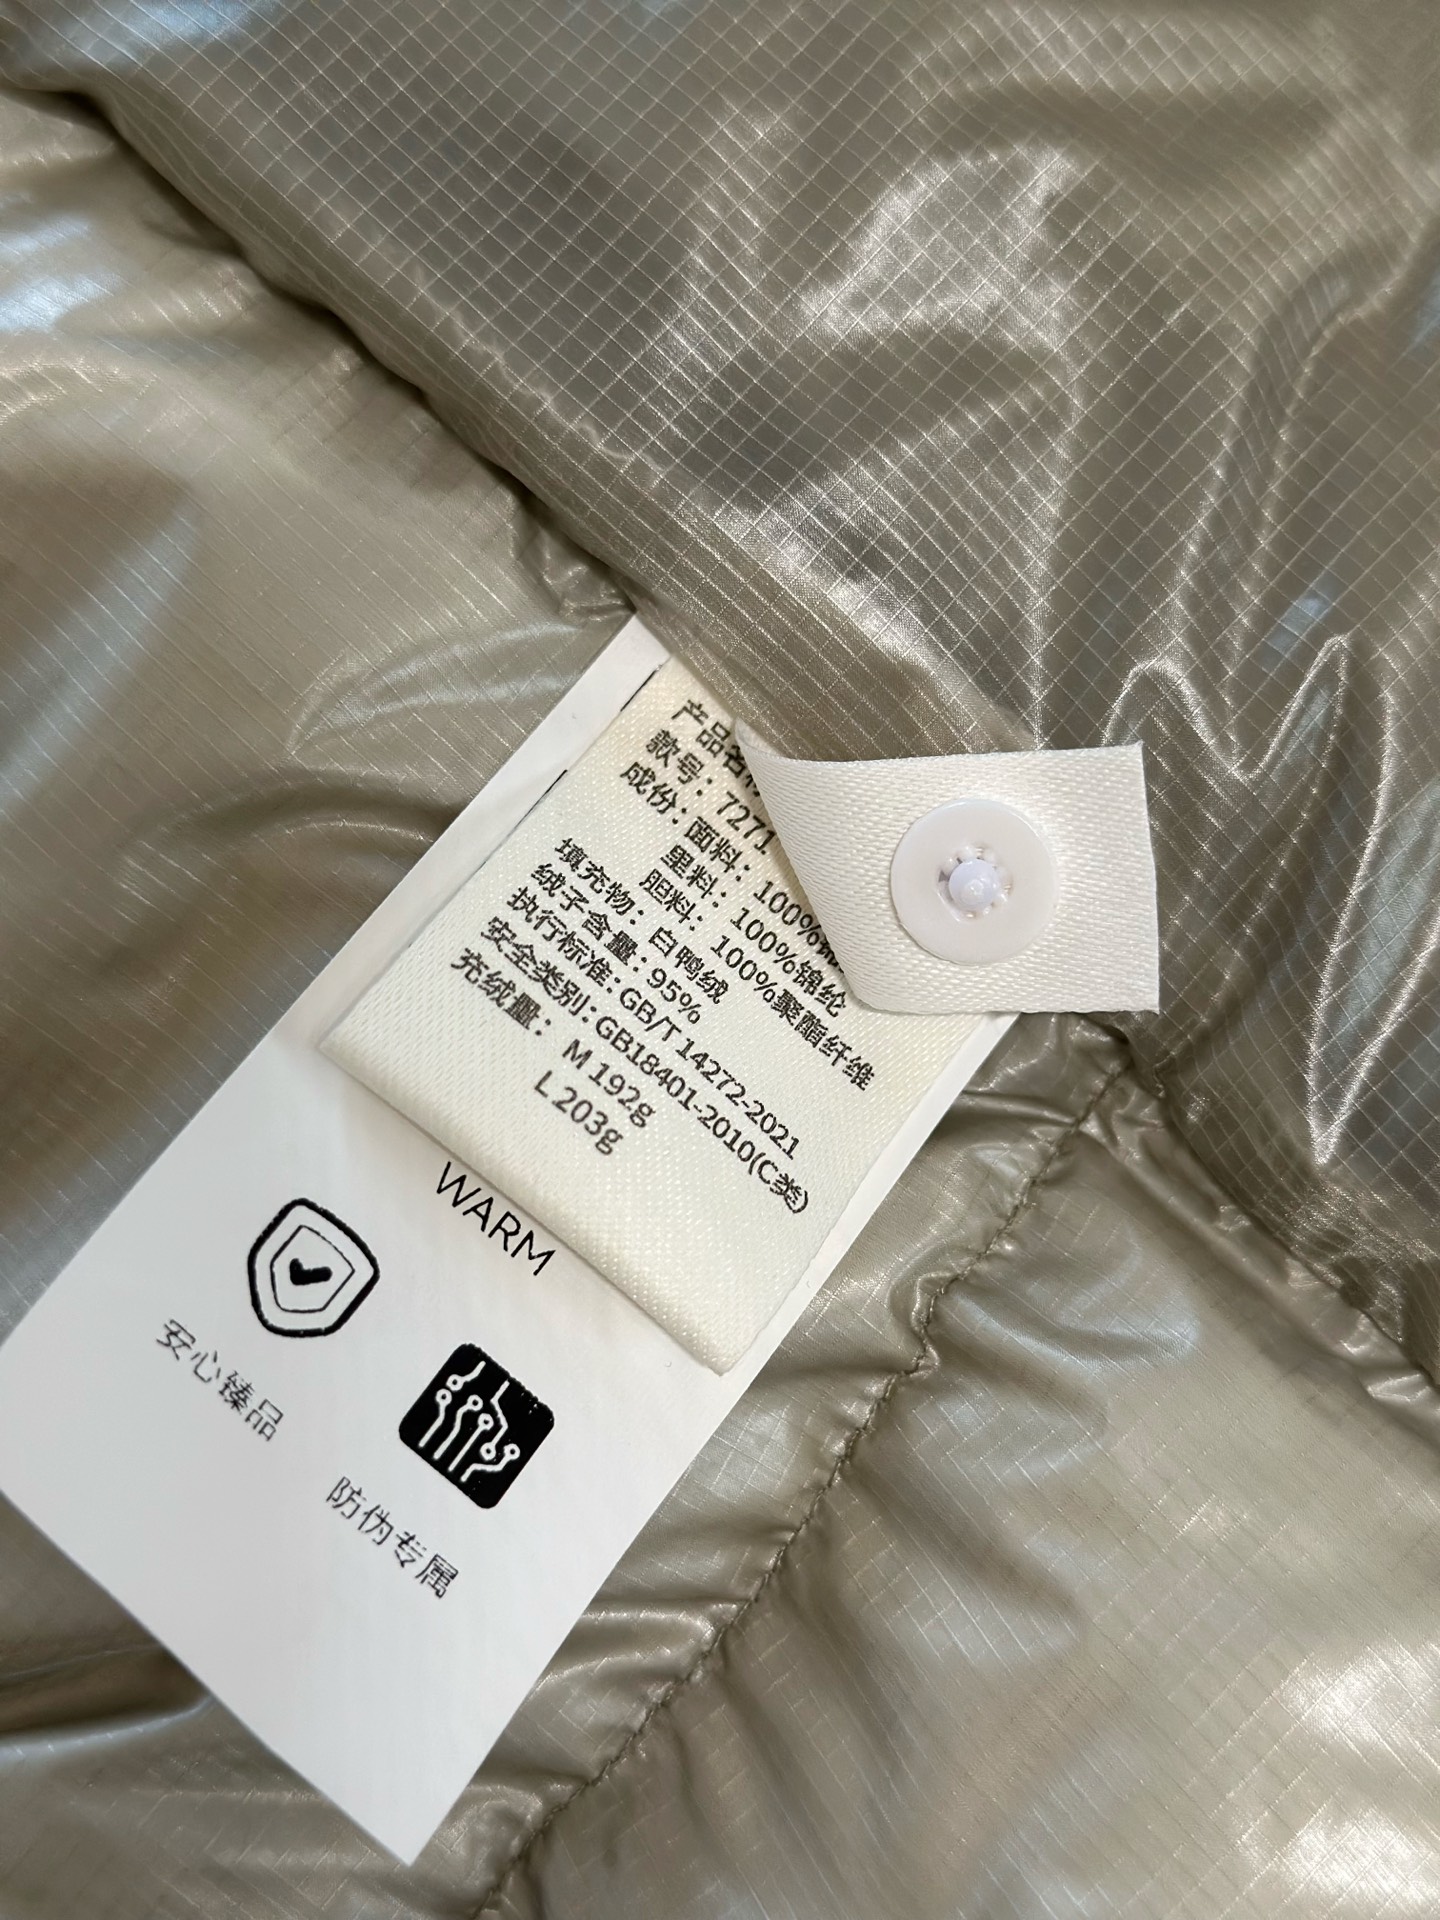 产品名
款号：7271
成份：面料：100%
里料：100%锦纶
胆料：100%聚酯纤维
填充物：白鸭绒
绒子含量：95%
执行标准：GB/T 14272-2021
安全类别：GB18401-2010(C类)
充绒量：M 192g
L 203g
WARM
安心臻品
防伪专属